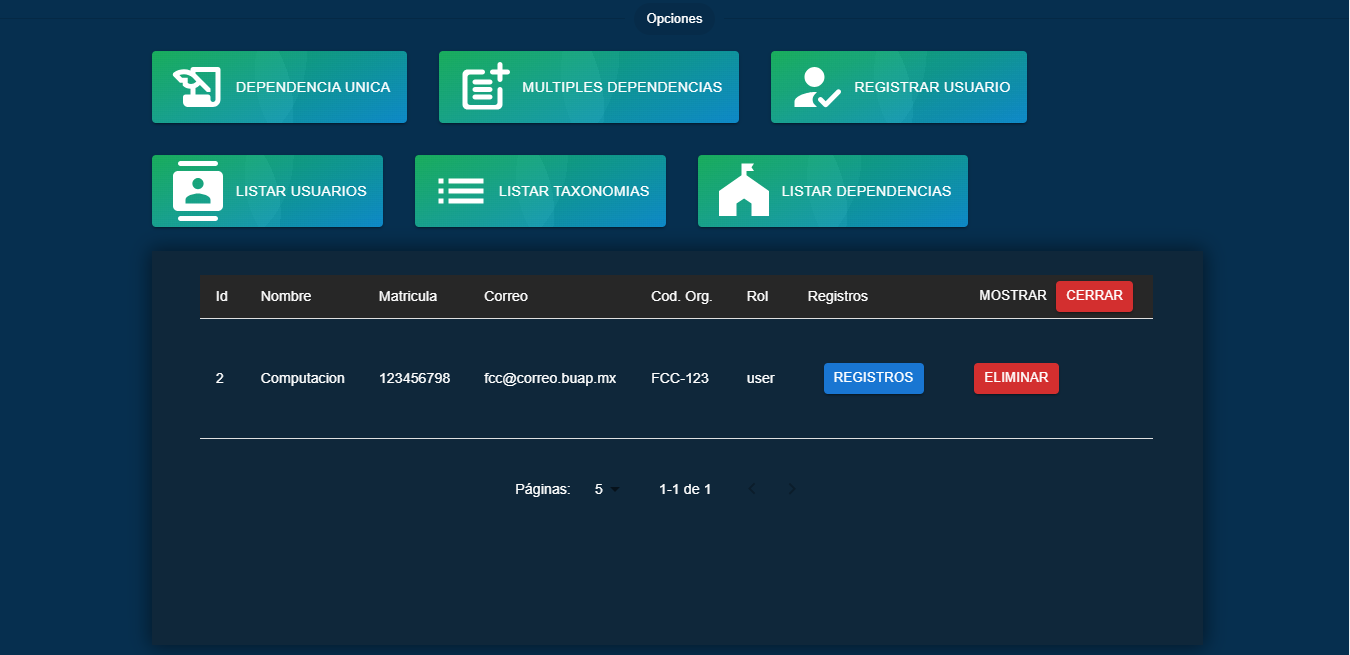 Opciones
DEPENDENCIA UNICA MULTIPLES DEPENDENCIAS REGISTRAR USUARIO
LISTAR USUARIOS LISTAR TAXONOMIAS LISTAR DEPENDENCIAS
Id Nombre Matricula Correo Cod. Org. Rol Registros MOSTRAR CERRAR
2 Computacion 123456798 fcc@correo.buap.mx FCC-123 user REGISTROS ELIMINAR
Páginas: 5 1-1 de 1